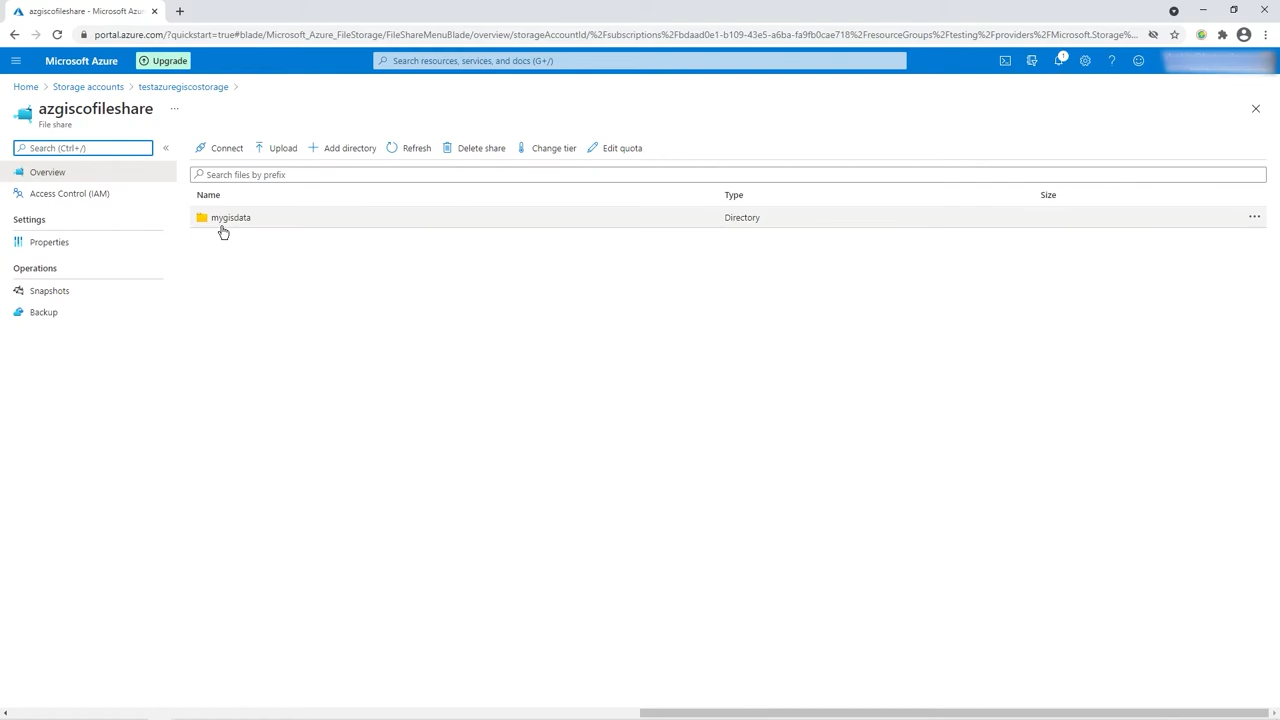 azgiscofileshare - Microsoft Azu
portal.azure.com/?quickstart=true#blade/Microsoft_Azure_FileStorage/FileShareMenuBlade/overview/storageAccountId/%2Fsubscriptions%2Fbdaad0e1-b109-43e5-a6ba-fa9fb0cae718%2FresourceGroups%2Ftesting%2Fproviders%2FMicrosoft.Storage%...
Microsoft Azure
Upgrade
Search resources, services, and docs (G+/)
1
Home > Storage accounts > testazuregiscostorage >
azgiscofileshare ...
File share
Search (Ctrl+/) «
Connect Upload Add directory Refresh Delete share Change tier Edit quota
Overview
Search files by prefix
Access Control (IAM)
Name Type Size
Settings
mygisdata Directory ...
Properties
Operations
Snapshots
Backup